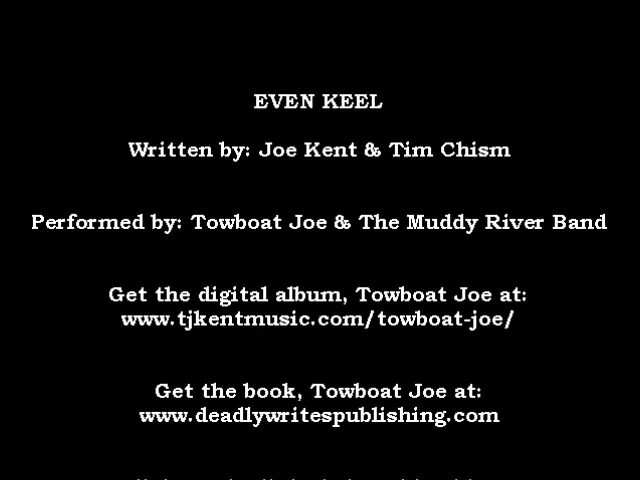 EVEN KEEL
Written by: Joe Kent & Tim Chism
Performed by: Towboat Joe & The Muddy River Band
Get the digital album, Towboat Joe at:
www.tjkentmusic.com/towboat-joe/
Get the book, Towboat Joe at:
www.deadlywritespublishing.com